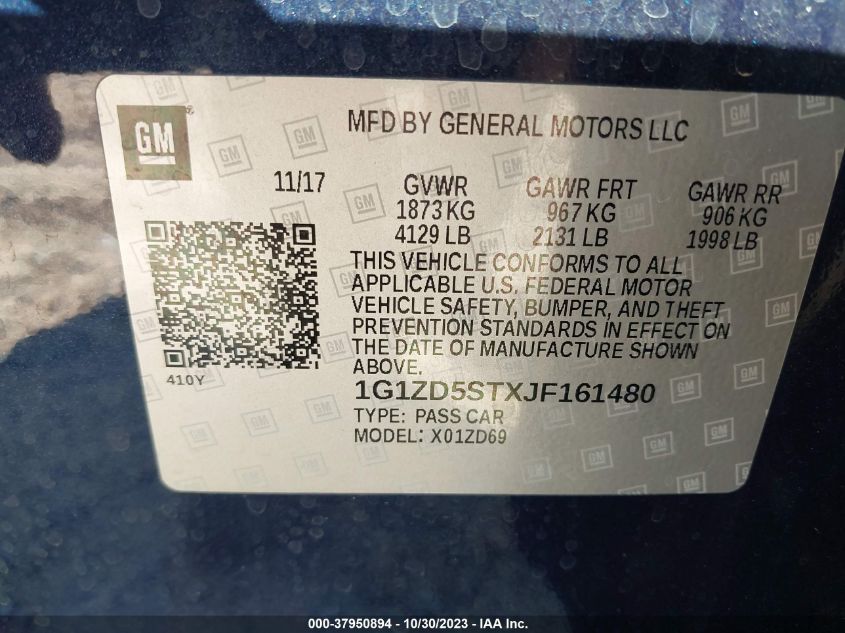 GM ®
MFD BY GENERAL MOTORS LLC
11/17
GVWR GAWR FRT GAWR RR
1873 KG 967 KG 906 KG
4129 LB 2131 LB 1998 LB
THIS VEHICLE CONFORMS TO ALL
APPLICABLE U.S. FEDERAL MOTOR
VEHICLE SAFETY, BUMPER, AND THEFT
PREVENTION STANDARDS IN EFFECT ON
THE DATE OF MANUFACTURE SHOWN
ABOVE.
410Y
1G1ZD5STXJF161480
TYPE: PASS CAR
MODEL: X01ZD69
000-37950894 - 10/30/2023 - IAA Inc.